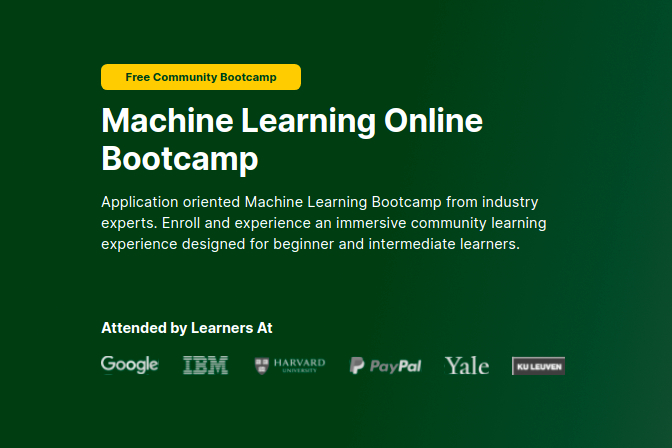 Free Community Bootcamp
Machine Learning Online
Bootcamp
Application oriented Machine Learning Bootcamp from industry
experts. Enroll and experience an immersive community learning
experience designed for beginner and intermediate learners.
Attended by Learners At
Google IBM HARVARD UNIVERSITY PayPal Yale KU LEUVEN